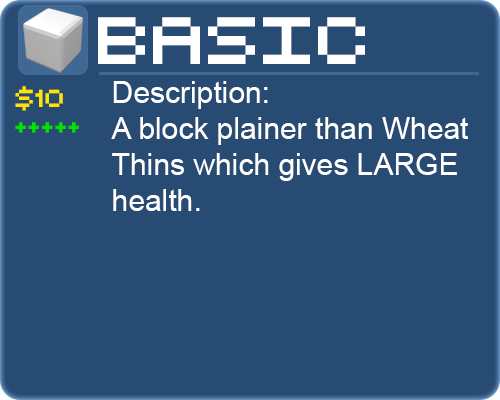 BASIC
$10
+++++
Description:
A block plainer than Wheat
Thins which gives LARGE
health.